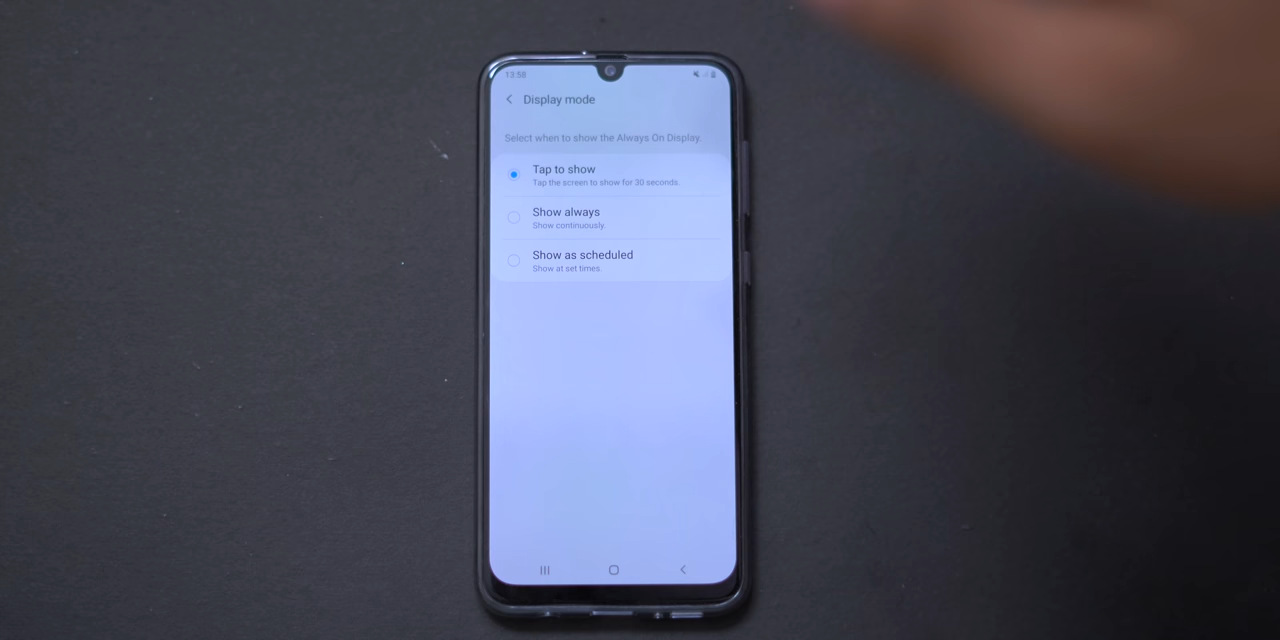 13:58
Display mode
Select when to show the Always On Display.
Tap to show
Tap the screen to show for 30 seconds.
Show always
Show continuously.
Show as scheduled
Show at set times.